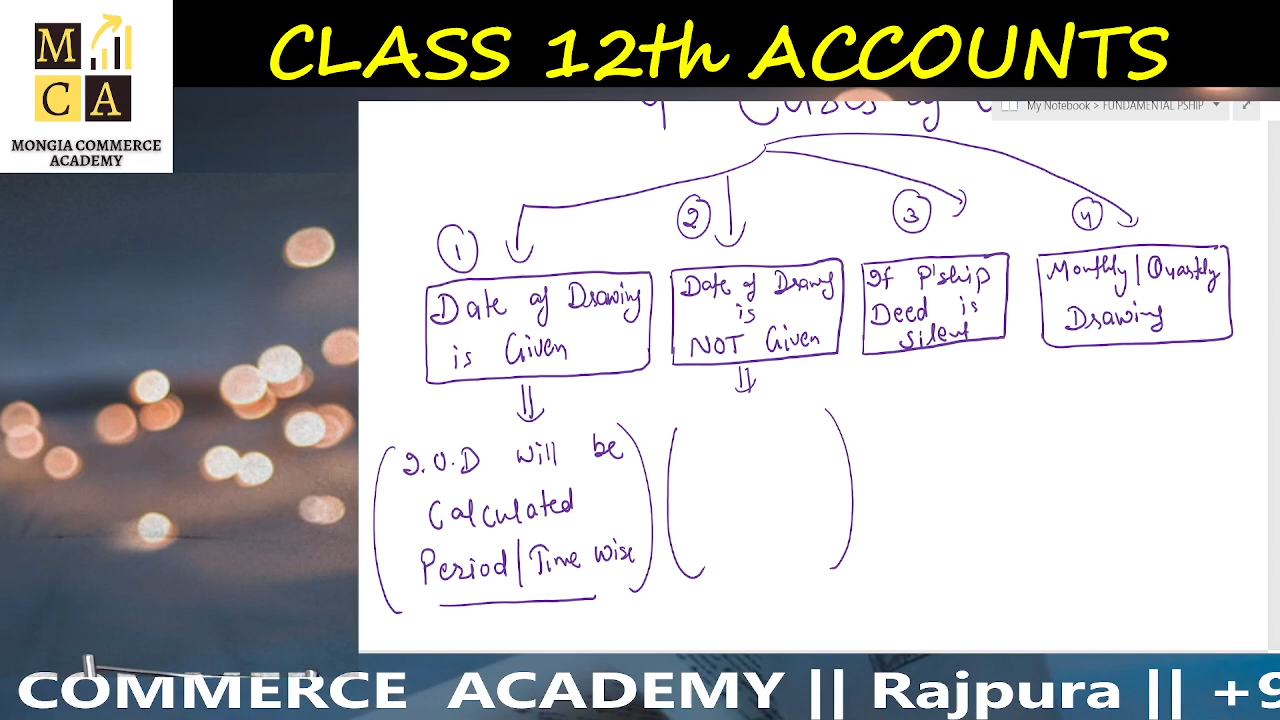 M
C A
MONGIA COMMERCE
ACADEMY
CLASS 12th ACCOUNTS
My Notebook > FUNDAMENTAL PSHIP
1
2
3
4
Date of Drawing
is Given
Date of Drawing
is
NOT Given
If P'ship
Deed is
Silent
Monthly | Quartly
Drawing
I.O.D will be
Calculated
Period/Time wise
COMMERCE ACADEMY || Rajpura || +9